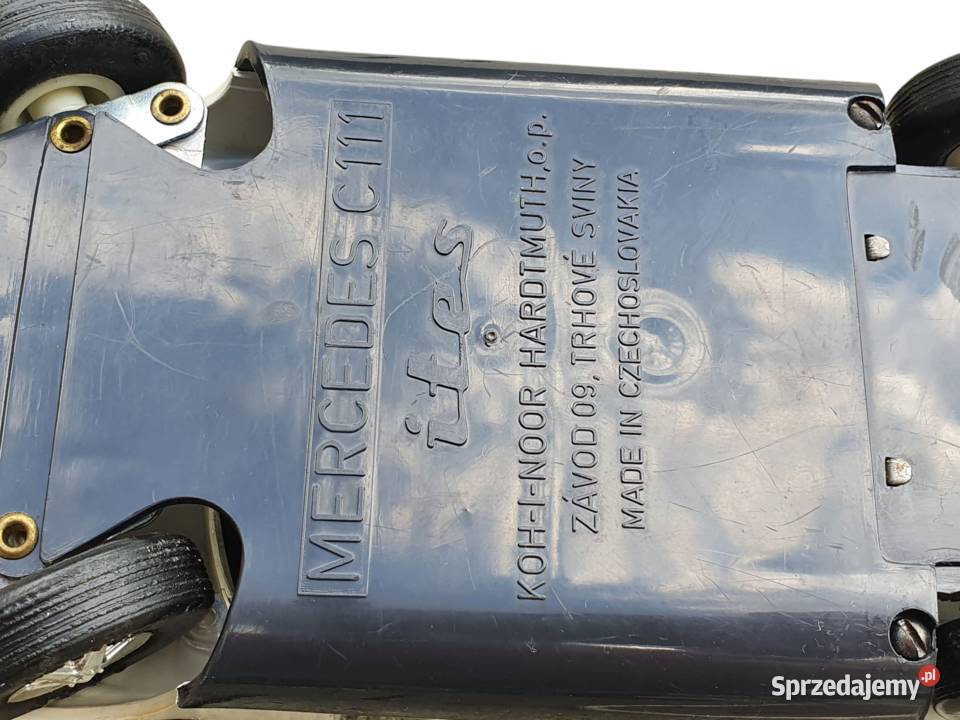 MERCEDES C111
ites
KOH-I-NOOR HARDTMUTH,o.p.
ZÁVOD 09, TRHOVÉ SVINY
MADE IN CZECHOSLOVAKIA
Sprzedajemy.pl